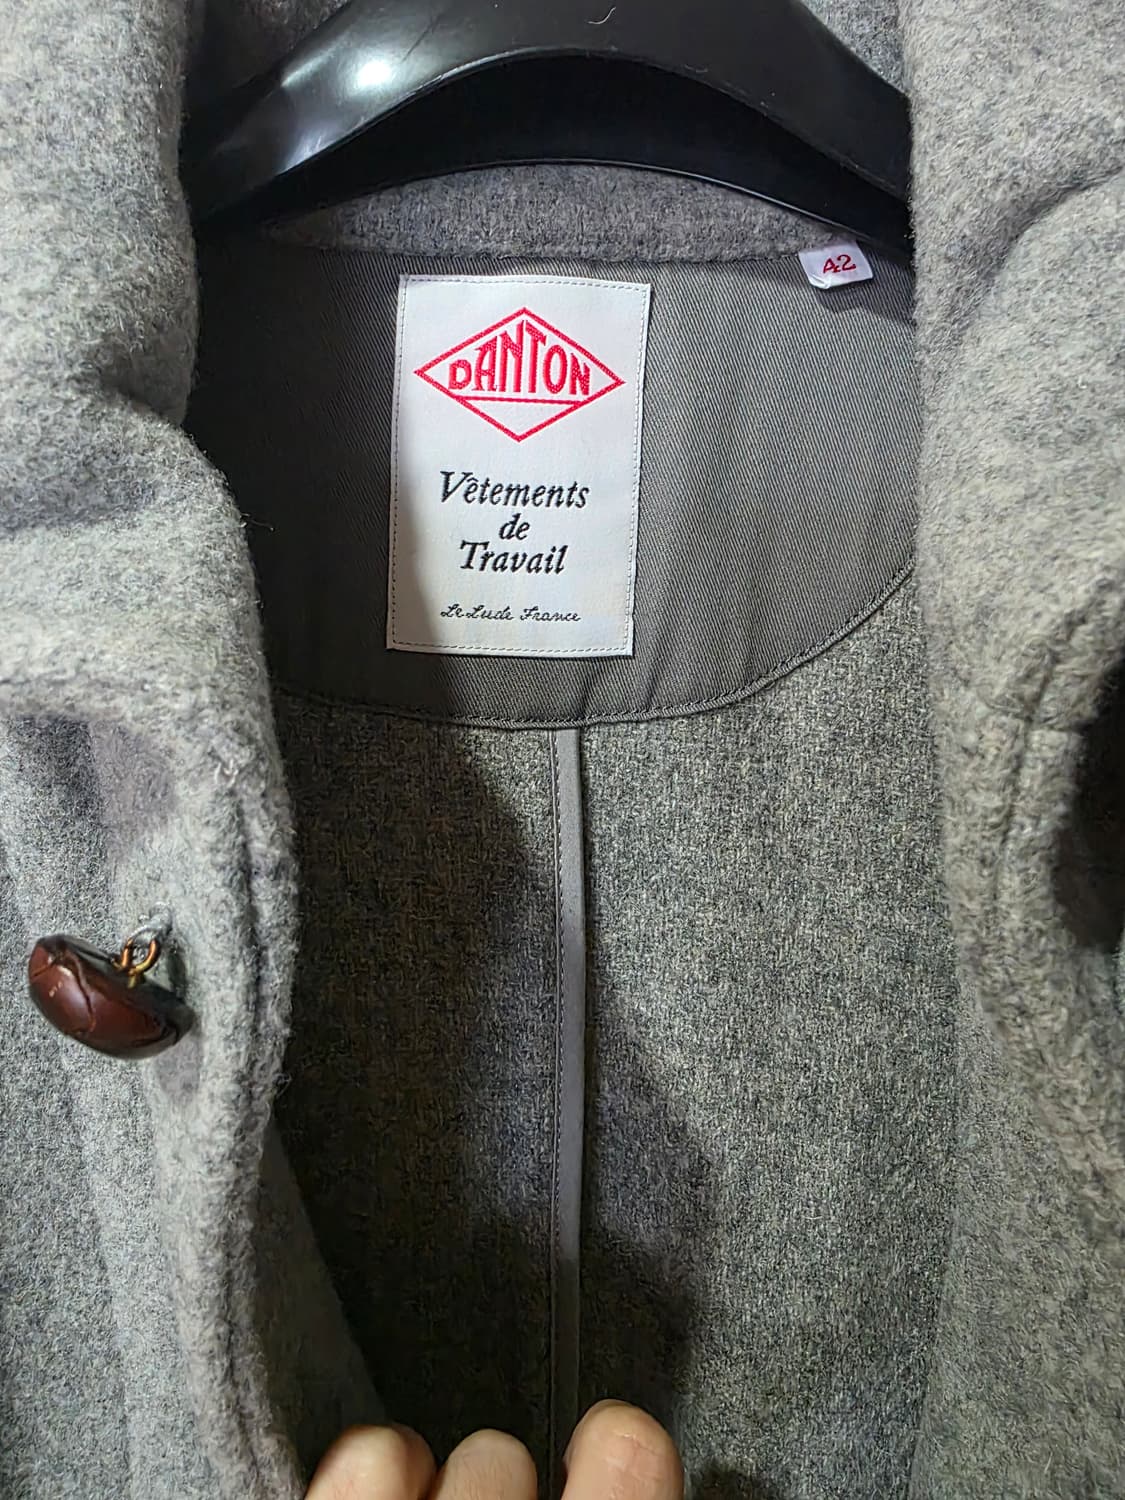 42
DANTON
Vêtements
de
Travail
Le Lude France